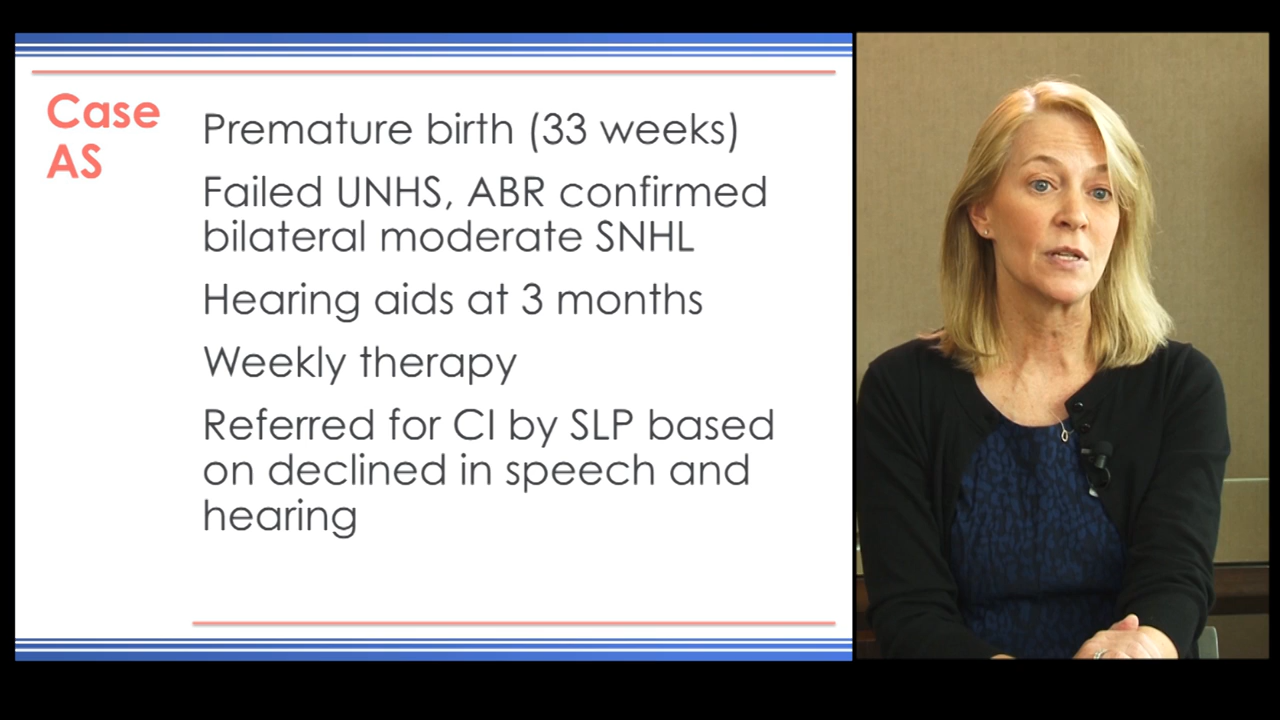 Case
AS
Premature birth (33 weeks)
Failed UNHS, ABR confirmed
bilateral moderate SNHL
Hearing aids at 3 months
Weekly therapy
Referred for CI by SLP based
on declined in speech and
hearing